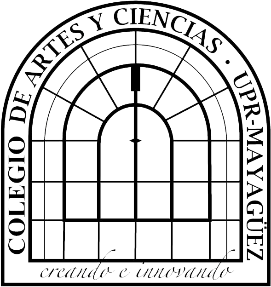 COLEGIO DE ARTES Y CIENCIAS · UPR-MAYAGÜEZ
creando e innovando